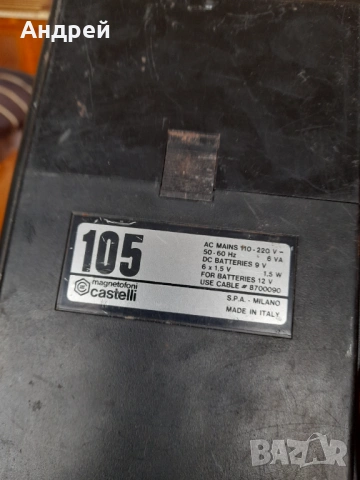 Андрей
105
magnetofoni
castelli
AC MAINS 110-220 V ~
50-60 Hz 6 VA
DC BATTERIES 9 V
6 x 1.5 V 1.5 W
FOR BATTERIES 12 V
USE CABLE # 8700090
S.P.A. - MILANO
MADE IN ITALY
BAZAR